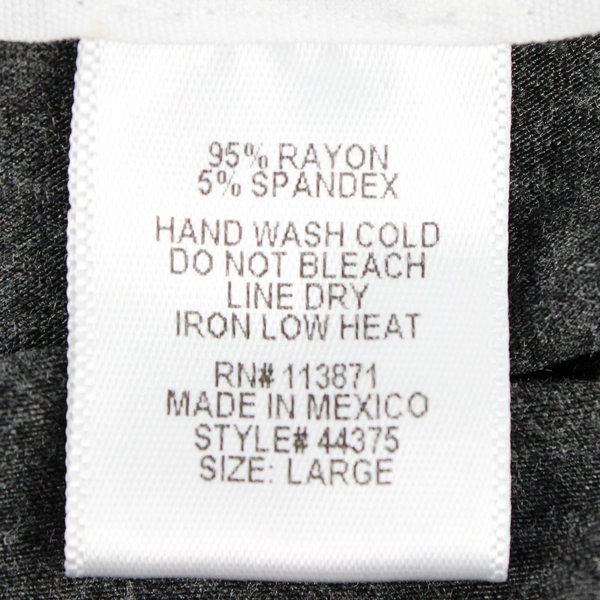 95% RAYON
5% SPANDEX
HAND WASH COLD
DO NOT BLEACH
LINE DRY
IRON LOW HEAT
RN# 113871
MADE IN MEXICO
STYLE# 44375
SIZE: LARGE